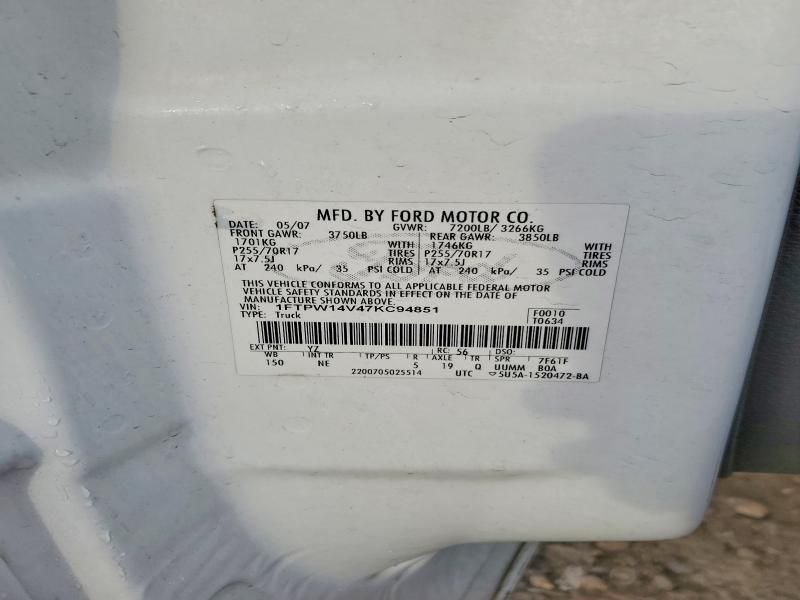 MFD. BY FORD MOTOR CO.
DATE: 05/07 GVWR: 7200LB/ 3266KG
FRONT GAWR: 3750LB REAR GAWR: 3850LB
1701KG WITH 1746KG WITH
P255/70R17 TIRES P255/70R17 TIRES
17x7.5J RIMS 17x7.5J RIMS
AT 240 kPa/ 35 PSI COLD AT 240 kPa/ 35 PSI COLD
THIS VEHICLE CONFORMS TO ALL APPLICABLE FEDERAL MOTOR
VEHICLE SAFETY STANDARDS IN EFFECT ON THE DATE OF
MANUFACTURE SHOWN ABOVE.
VIN: 1FTPW14V47KC94851 F0010
TYPE: Truck T0634
EXT PNT: YZ RC: 56 DSO:
WB INT TR TP/PS R AXLE TR SPR 7F61F
150 NE 5 19 Q UUMM BOA
2200705025514 UTC ▽5U5A-1520472-BA